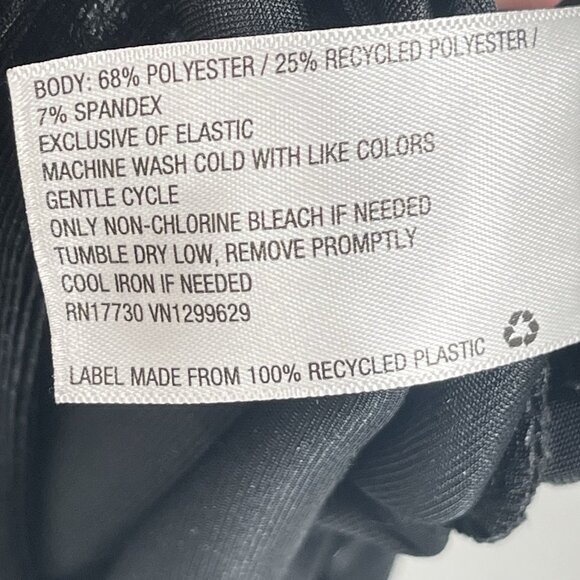 BODY: 68% POLYESTER / 25% RECYCLED POLYESTER /
7% SPANDEX
EXCLUSIVE OF ELASTIC
MACHINE WASH COLD WITH LIKE COLORS
GENTLE CYCLE
ONLY NON-CHLORINE BLEACH IF NEEDED
TUMBLE DRY LOW, REMOVE PROMPTLY
COOL IRON IF NEEDED
RN17730 VN1299629
LABEL MADE FROM 100% RECYCLED PLASTIC